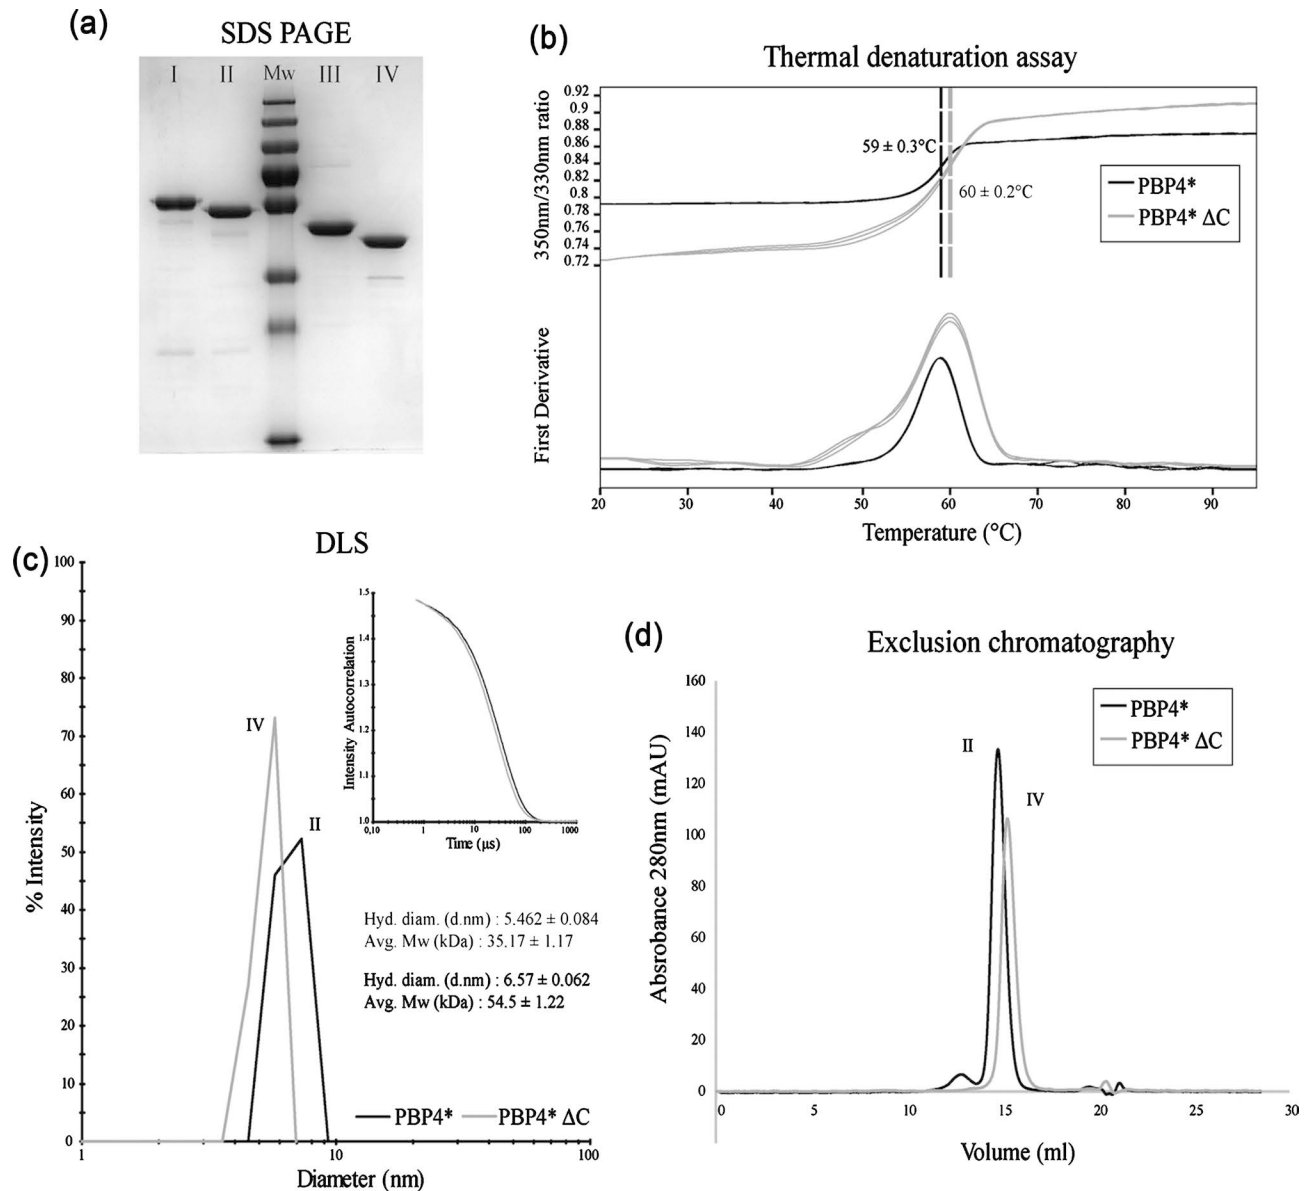 (a)
SDS PAGE
I II Mw III IV
(b)
Thermal denaturation assay
350nm/330nm ratio
0.92
0.9
0.88
0.86
0.84
0.82
0.8
0.78
0.76
0.74
0.72
59 ± 0.3°C
60 ± 0.2°C
PBP4*
PBP4* ΔC
First Derivative
20 30 40 50 60 70 80 90
Temperature (°C)
(c)
DLS
% Intensity
100
90
80
70
60
50
40
30
20
10
0
IV
II
Intensity Autocorrelation
1.5
1.4
1.3
1.2
1.1
1.0
0,10 1 10 100 1000
Time (µs)
Hyd. diam. (d.nm) : 5.462 ± 0.084
Avg. Mw (kDa) : 35.17 ± 1.17
Hyd. diam. (d.nm) : 6.57 ± 0.062
Avg. Mw (kDa) : 54.5 ± 1.22
PBP4* PBP4* ΔC
1 10 100
Diameter (nm)
(d)
Exclusion chromatography
Absrobance 280nm (mAU)
160
140
120
100
80
60
40
20
0
II
IV
PBP4*
PBP4* ΔC
0 5 10 15 20 25 30
Volume (ml)